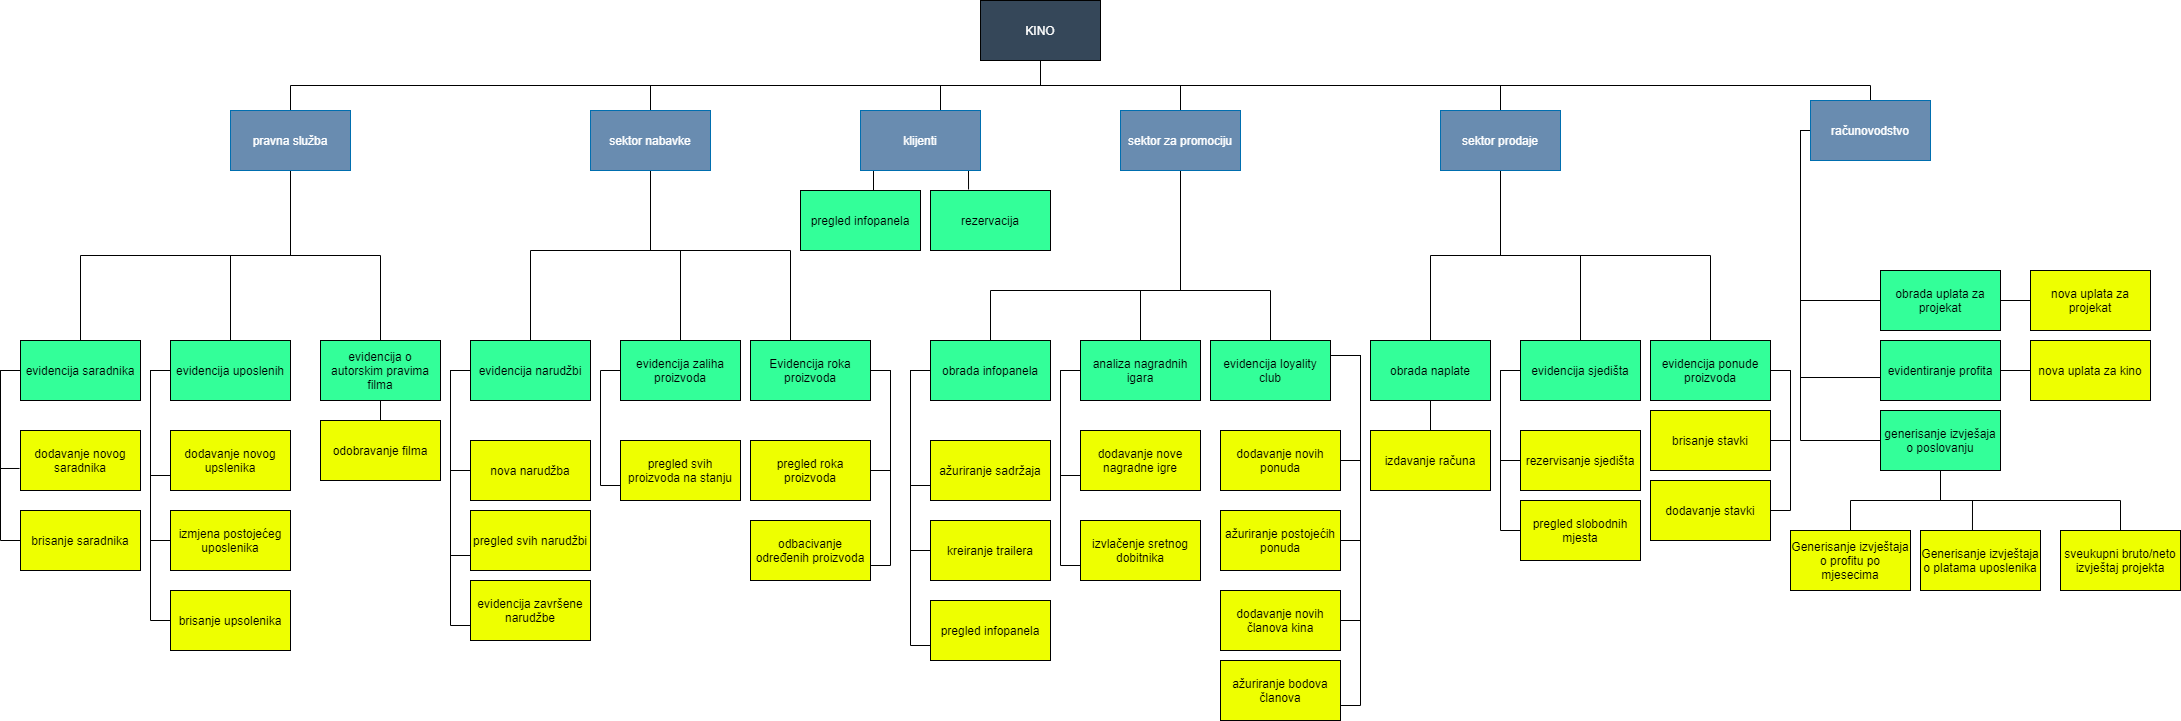 KINO
pravna služba
sektor nabavke
klijenti
sektor za promociju
sektor prodaje
računovodstvo
pregled infopanela
rezervacija
obrada uplata za
projekat
nova uplata za
projekat
evidencija saradnika
evidencija uposlenih
evidencija o
autorskim pravima
filma
evidencija narudžbi
evidencija zaliha
proizvoda
Evidencija roka
proizvoda
obrada infopanela
analiza nagradnih
igara
evidencija loyality
club
obrada naplate
evidencija sjedišta
evidencija ponude
proizvoda
evidentiranje profita
nova uplata za kino
dodavanje novog
saradnika
dodavanje novog
upslenika
odobravanje filma
nova narudžba
pregled svih
proizvoda na stanju
pregled roka
proizvoda
ažuriranje sadržaja
dodavanje nove
nagradne igre
dodavanje novih
ponuda
izdavanje računa
rezervisanje sjedišta
brisanje stavki
generisanje izvješaja
o poslovanju
brisanje saradnika
izmjena postojećeg
uposlenika
pregled svih narudžbi
odbacivanje
određenih proizvoda
kreiranje trailera
izvlačenje sretnog
dobitnika
ažuriranje postojećih
ponuda
pregled slobodnih
mjesta
dodavanje stavki
Generisanje izvještaja
o profitu po
mjesecima
Generisanje izvještaja
o platama uposlenika
sveukupni bruto/neto
izvještaj projekta
brisanje upsolenika
evidencija završene
narudžbe
pregled infopanela
dodavanje novih
članova kina
ažuriranje bodova
članova